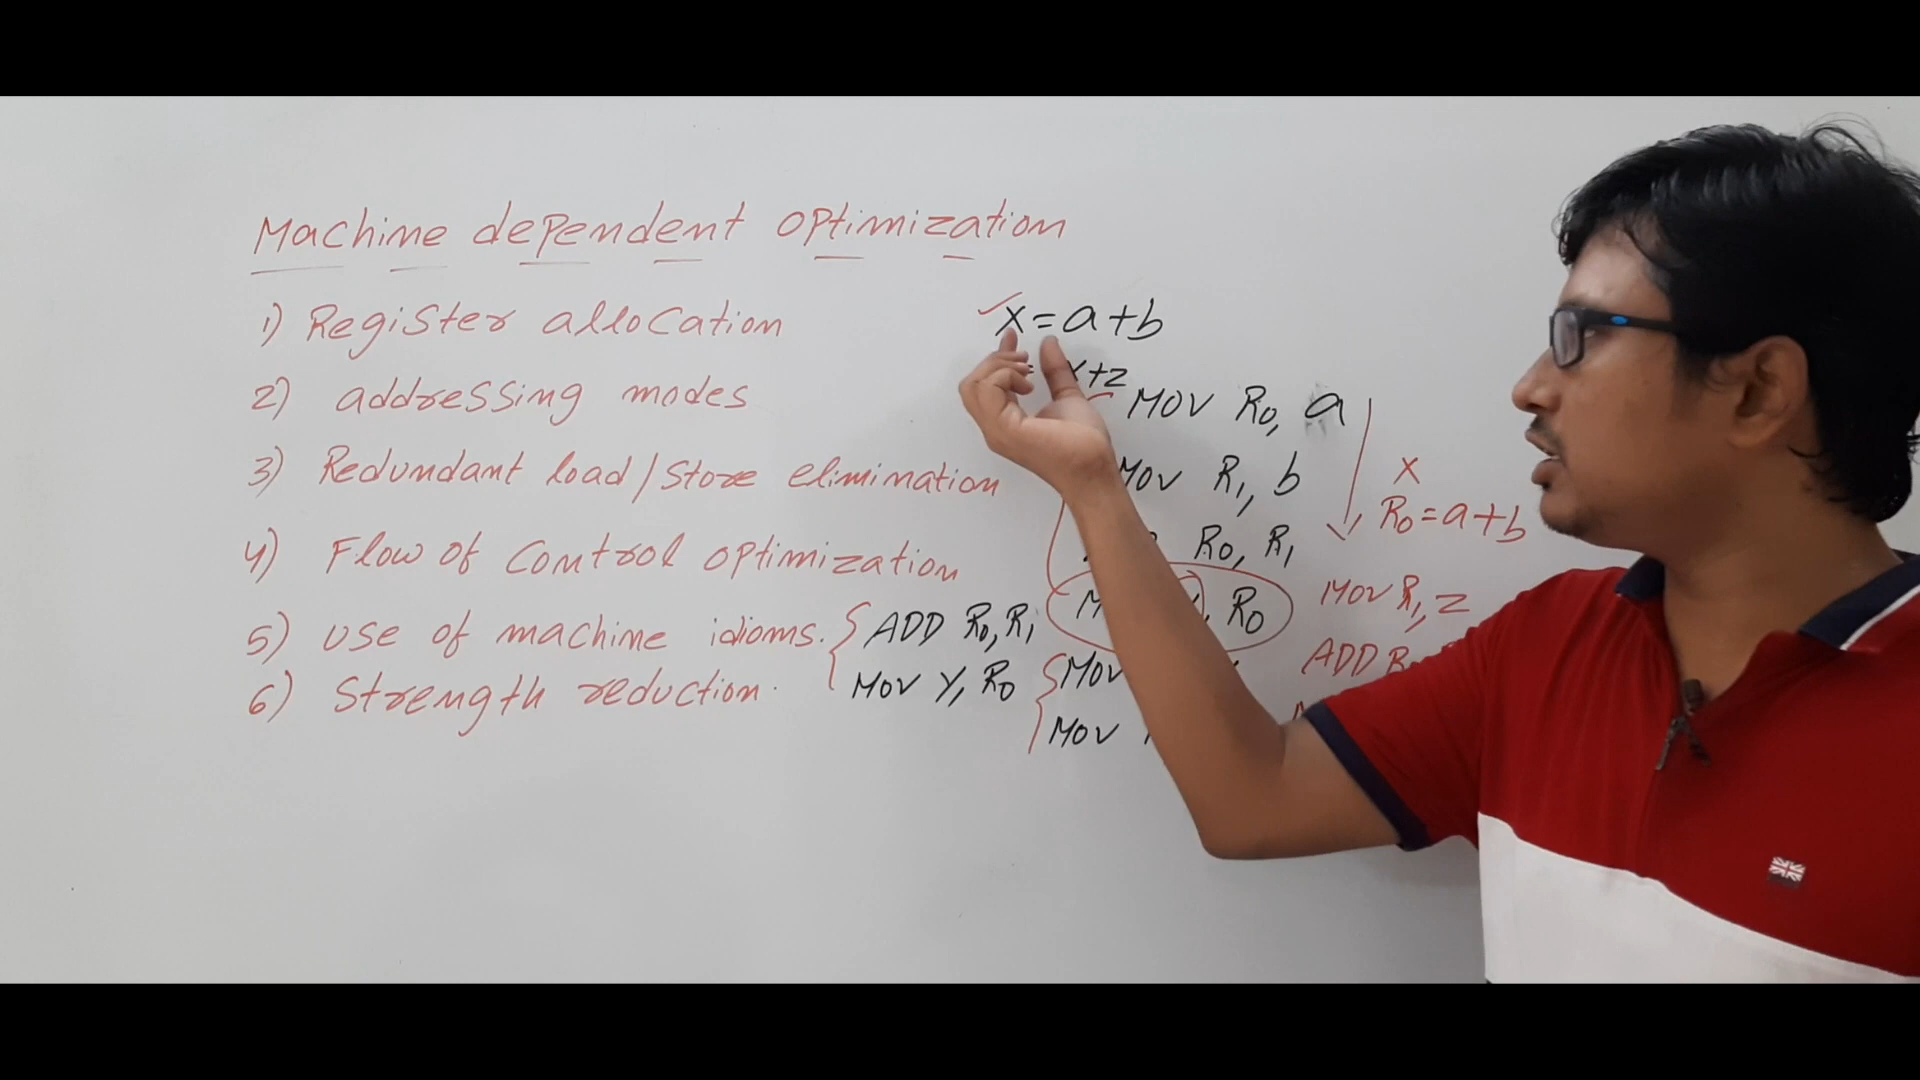 Machine dependent optimization
1) Register allocation
2) addressing modes
3) Redundant load/Store elimination
4) Flow of Control optimization
5) use of machine idioms.
6) Strength reduction.
x=a+b
x+z
MOV R0, a
MOV R1, b
R0, R1
R0
MOV
MOV
ADD R0, R1
MOV Y, R0
X
R0=a+b
MOV R1, Z
ADD